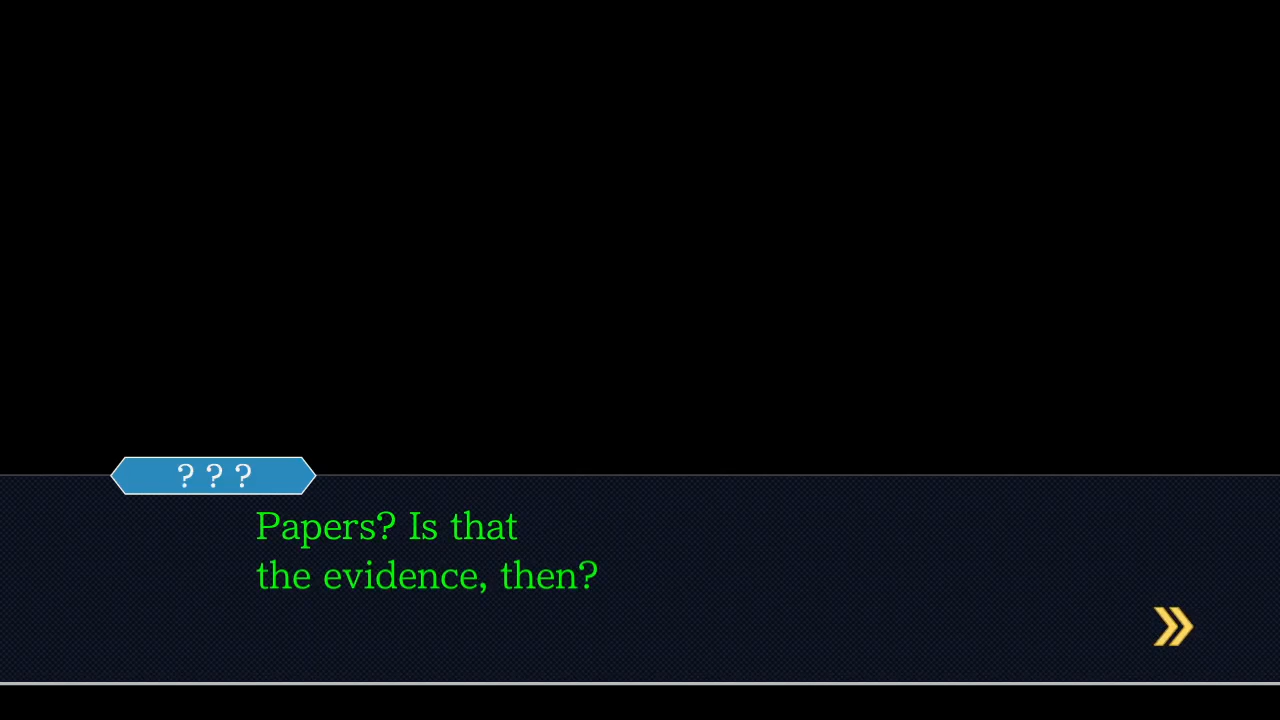 ? ? ?
Papers? Is that
the evidence, then?